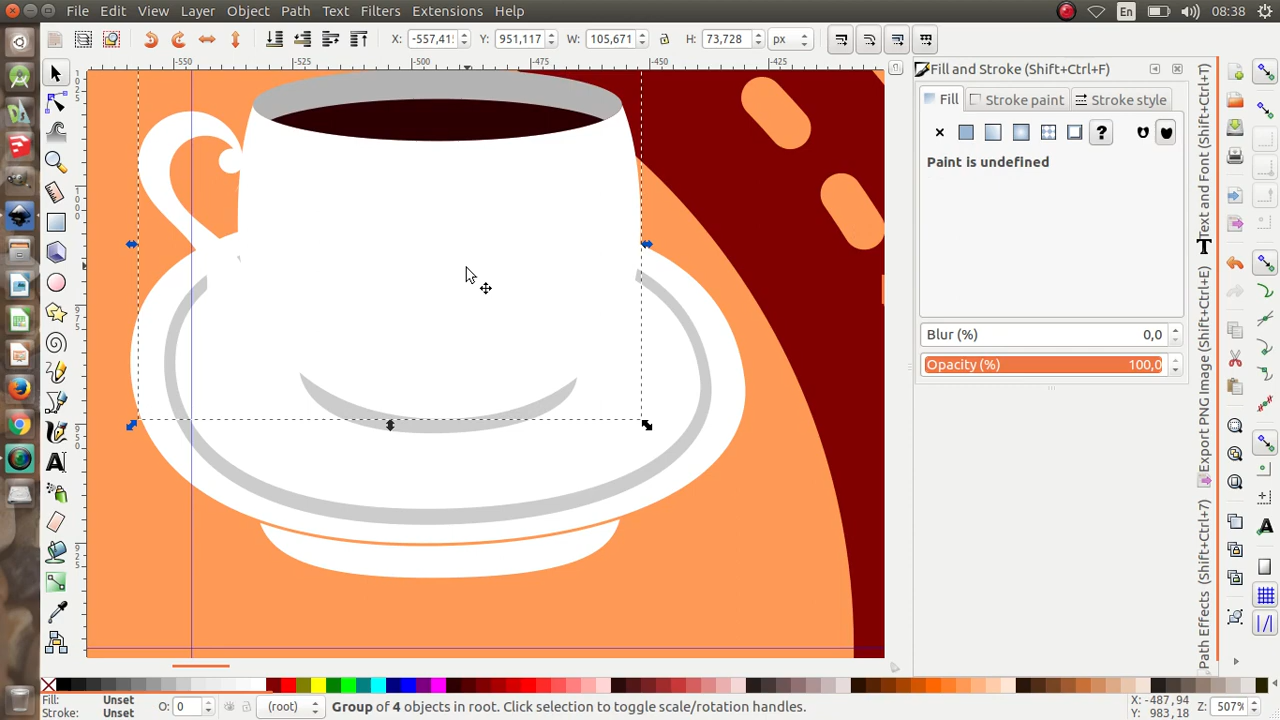 File Edit View Layer Object Path Text Filters Extensions Help
En 08:38
X: -557,41 Y: 951,117 W: 105,671 H: 73,728 px
-550 -525 -500 -475 -450 -425
Fill and Stroke (Shift+Ctrl+F)
Fill Stroke paint Stroke style
?
Paint is undefined
Blur (%) 0,0
Opacity (%) 100,0
Text and Font (Shift+Ctrl+T)
Export PNG Image (Shift+Ctrl+E)
Path Effects (Shift+Ctrl+7)
Fill: Unset
Stroke: Unset
O: 0
(root)
Group of 4 objects in root. Click selection to toggle scale/rotation handles.
X: -487,94
Y: 983,18
Z: 507%